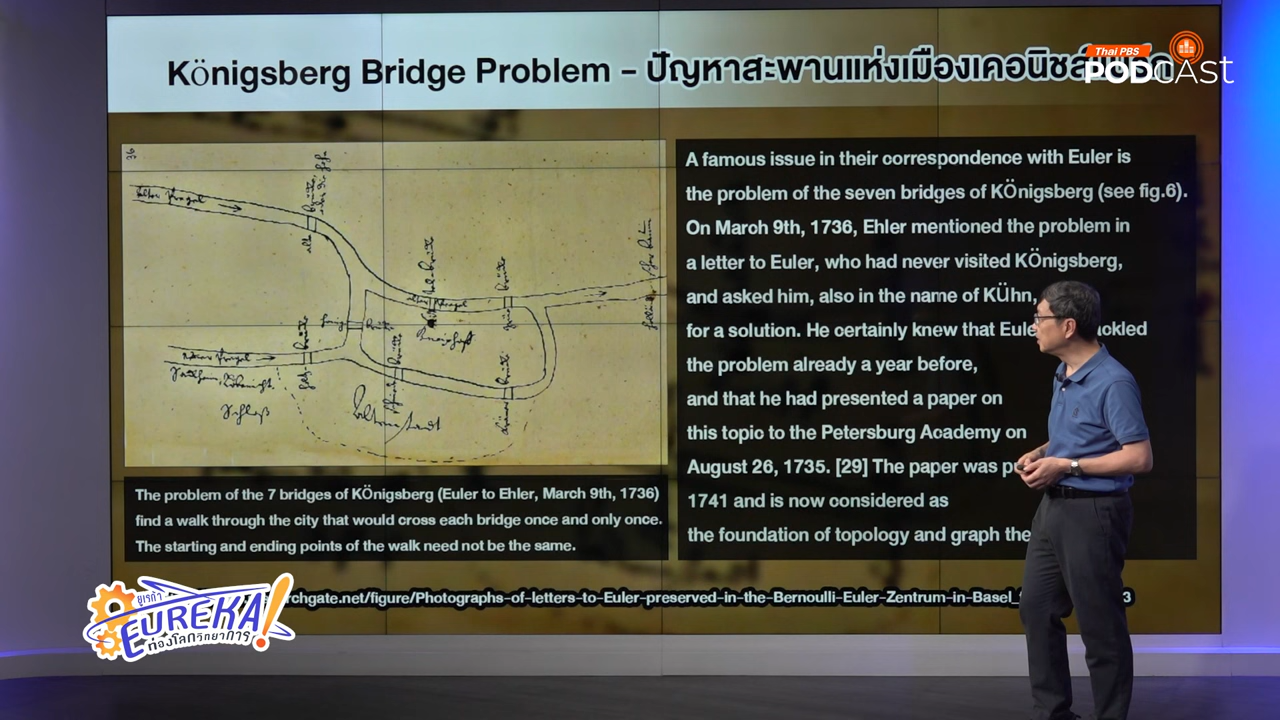 Königsberg Bridge Problem – ปัญหาสะพานแห่งเมืองเคอนิชส์
Thai PBS
PODCAST
36
A famous issue in their correspondence with Euler is
the problem of the seven bridges of KÖnigsberg (see fig.6).
On March 9th, 1736, Ehler mentioned the problem in
a letter to Euler, who had never visited KÖnigsberg,
and asked him, also in the name of KÜhn,
for a solution. He certainly knew that ackled
the problem already a year before,
and that he had presented a paper on
this topic to the Petersburg Academy on
August 26, 1735. [29] The paper was
1741 and is now considered as
the foundation of topology and graph
The problem of the 7 bridges of KÖnigsberg (Euler to Ehler, March 9th, 1736)
find a walk through the city that would cross each bridge once and only once.
The starting and ending points of the walk need not be the same.
rchgate.net/figure/Photographs-of-letters-to-Euler-preserved-in-the-Bernoulli-Euler-Zentrum-in-Basel_
ยูเรก้า
EUREKA!
ท่องโลกวิทยาการ